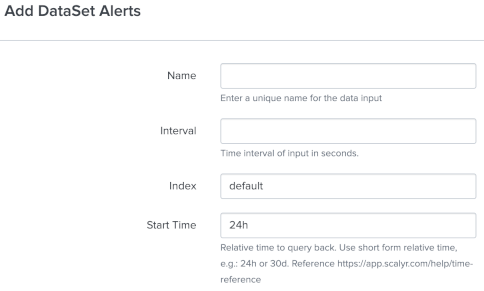 Add DataSet Alerts
Name
Enter a unique name for the data input
Interval
Time interval of input in seconds.
Index default
Start Time 24h
Relative time to query back. Use short form relative time,
e.g.: 24h or 30d. Reference https://app.scalyr.com/help/time-
reference